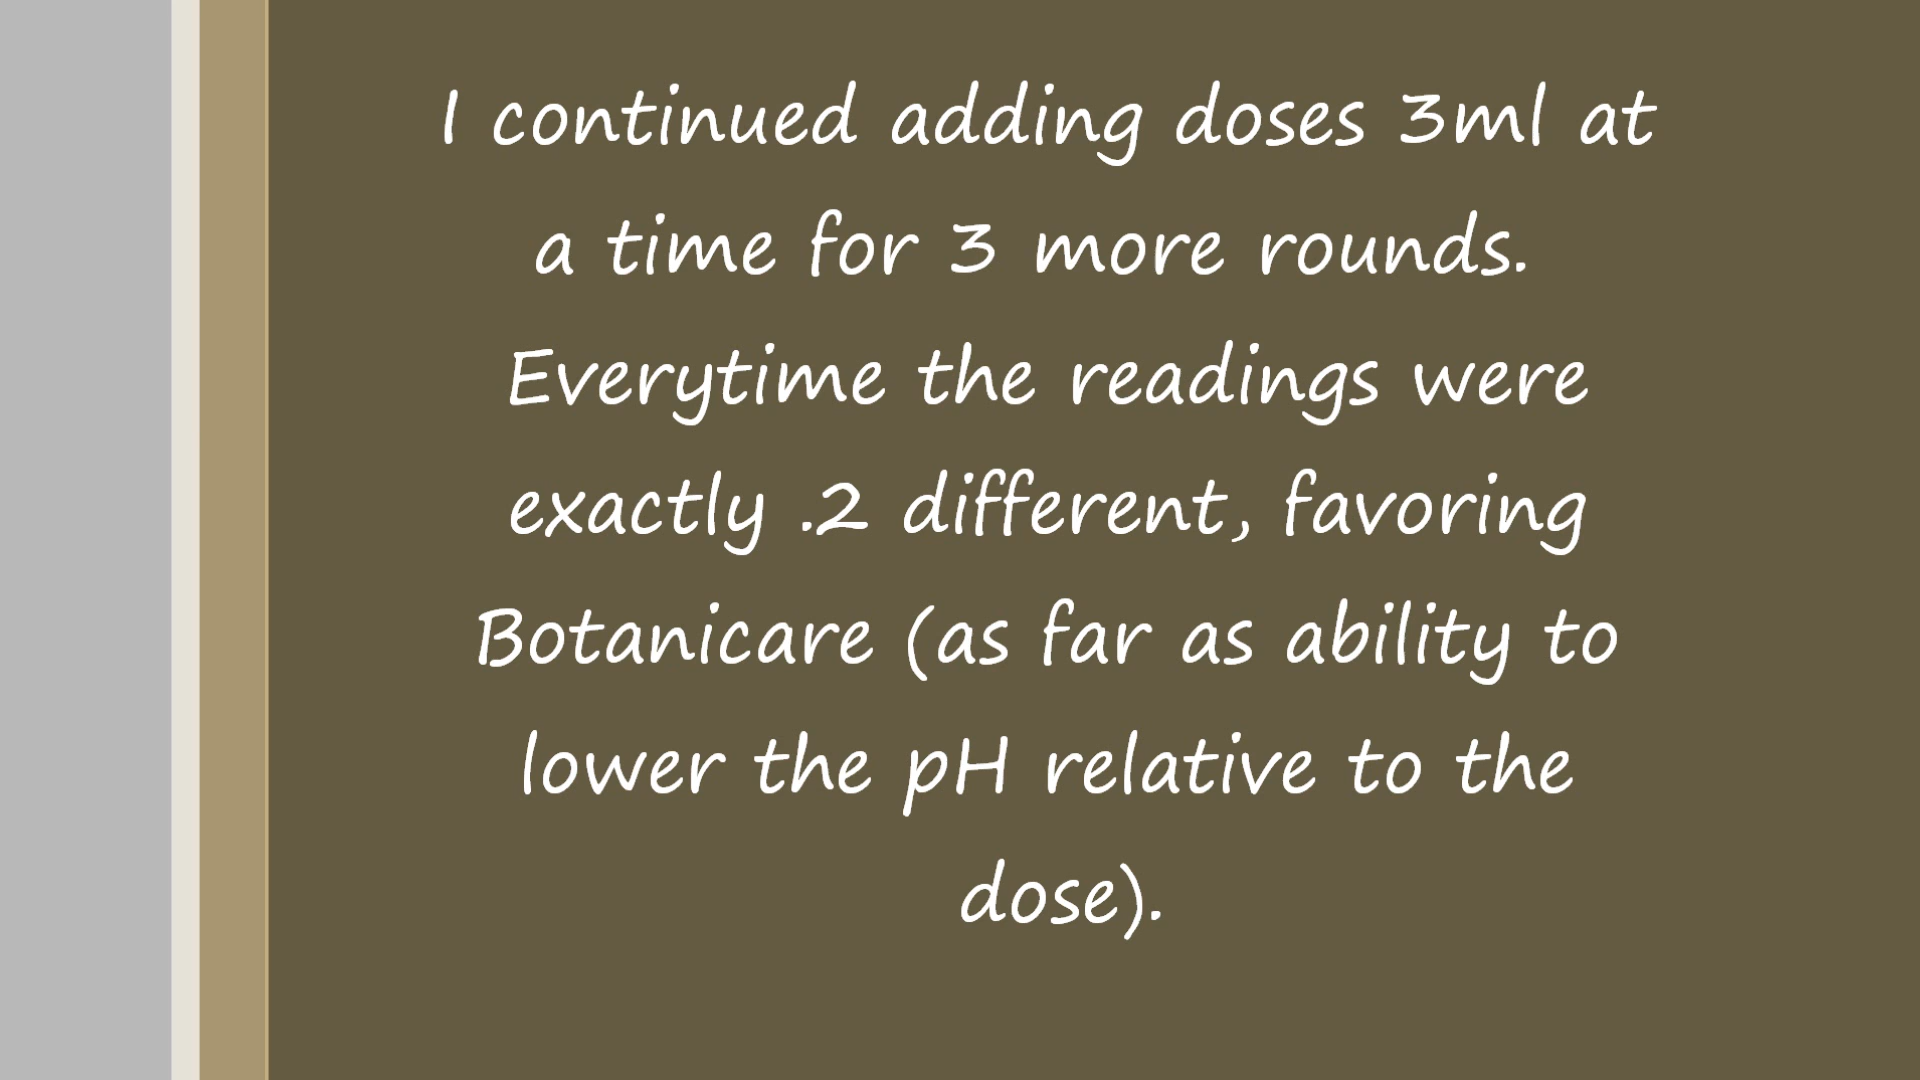 I continued adding doses 3ml at
a time for 3 more rounds.
Everytime the readings were
exactly .2 different, favoring
Botanicare (as far as ability to
lower the pH relative to the
dose).